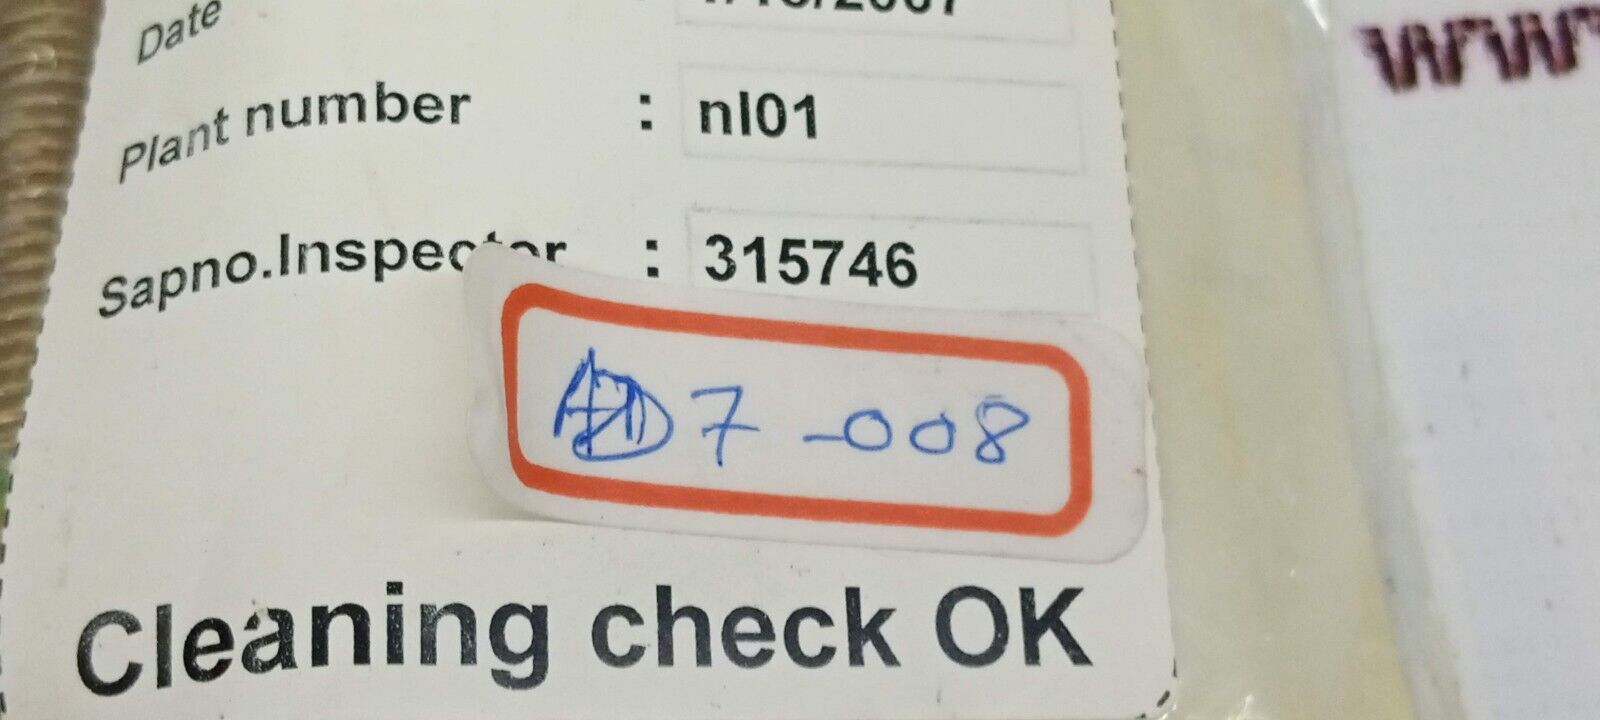 Date
Plant number : nl01
Sapno.Inspector : 315746
7-008
Cleaning check OK